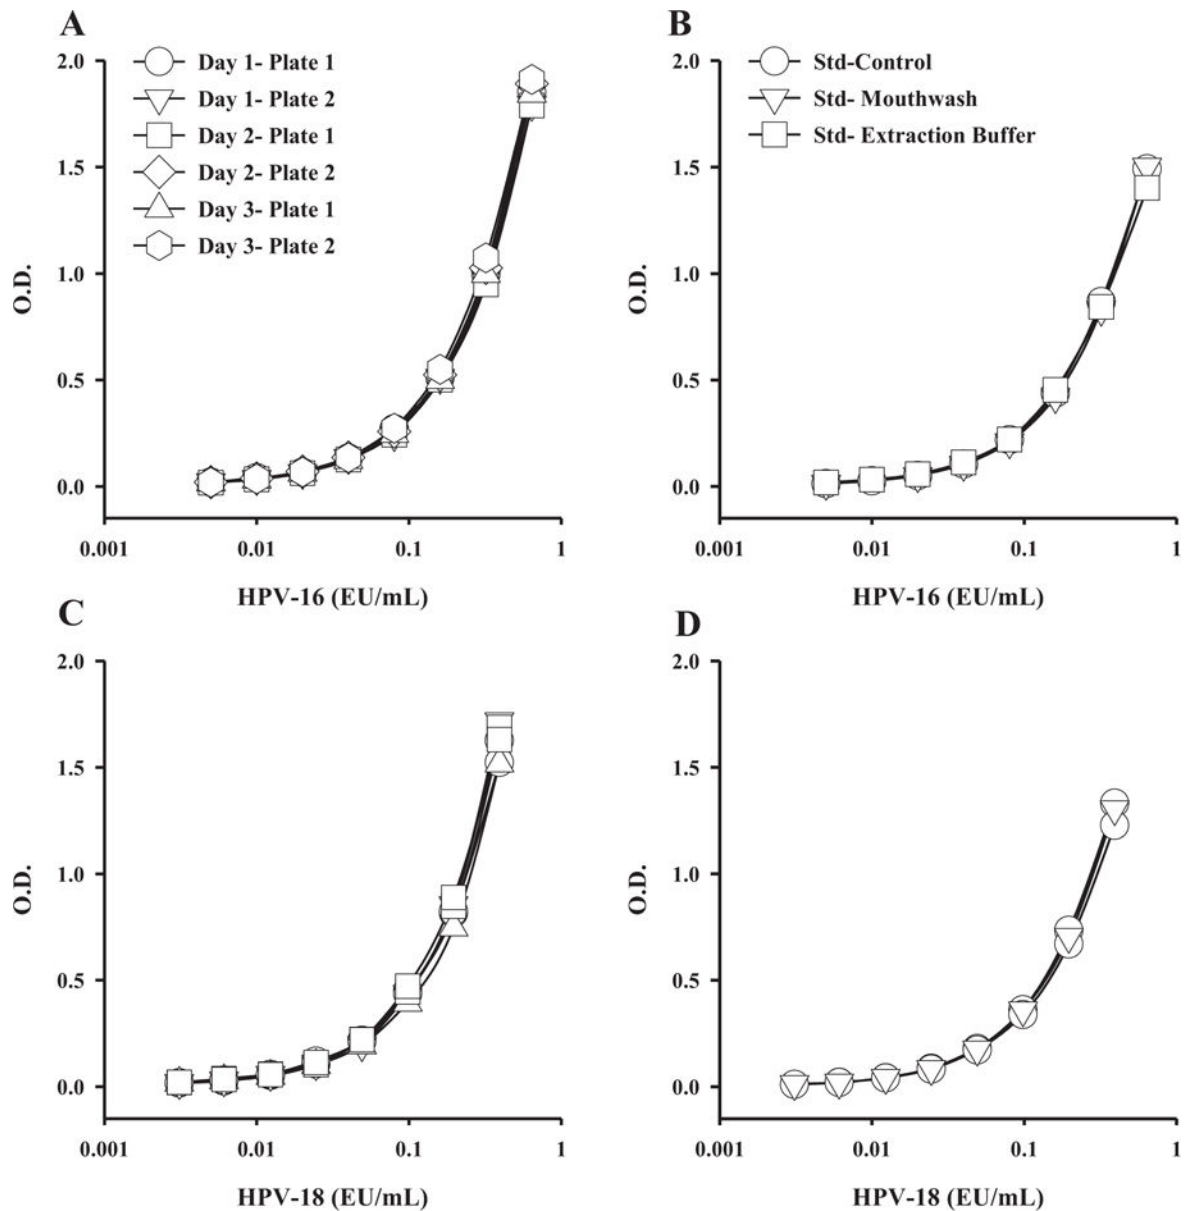 A
2.0
1.5
1.0
0.5
0.0
O.D.
Day 1- Plate 1
Day 1- Plate 2
Day 2- Plate 1
Day 2- Plate 2
Day 3- Plate 1
Day 3- Plate 2
0.001 0.01 0.1 1
HPV-16 (EU/mL)
B
2.0
1.5
1.0
0.5
0.0
O.D.
Std-Control
Std- Mouthwash
Std- Extraction Buffer
0.001 0.01 0.1 1
HPV-16 (EU/mL)
C
2.0
1.5
1.0
0.5
0.0
O.D.
0.001 0.01 0.1 1
HPV-18 (EU/mL)
D
2.0
1.5
1.0
0.5
0.0
O.D.
0.001 0.01 0.1 1
HPV-18 (EU/mL)